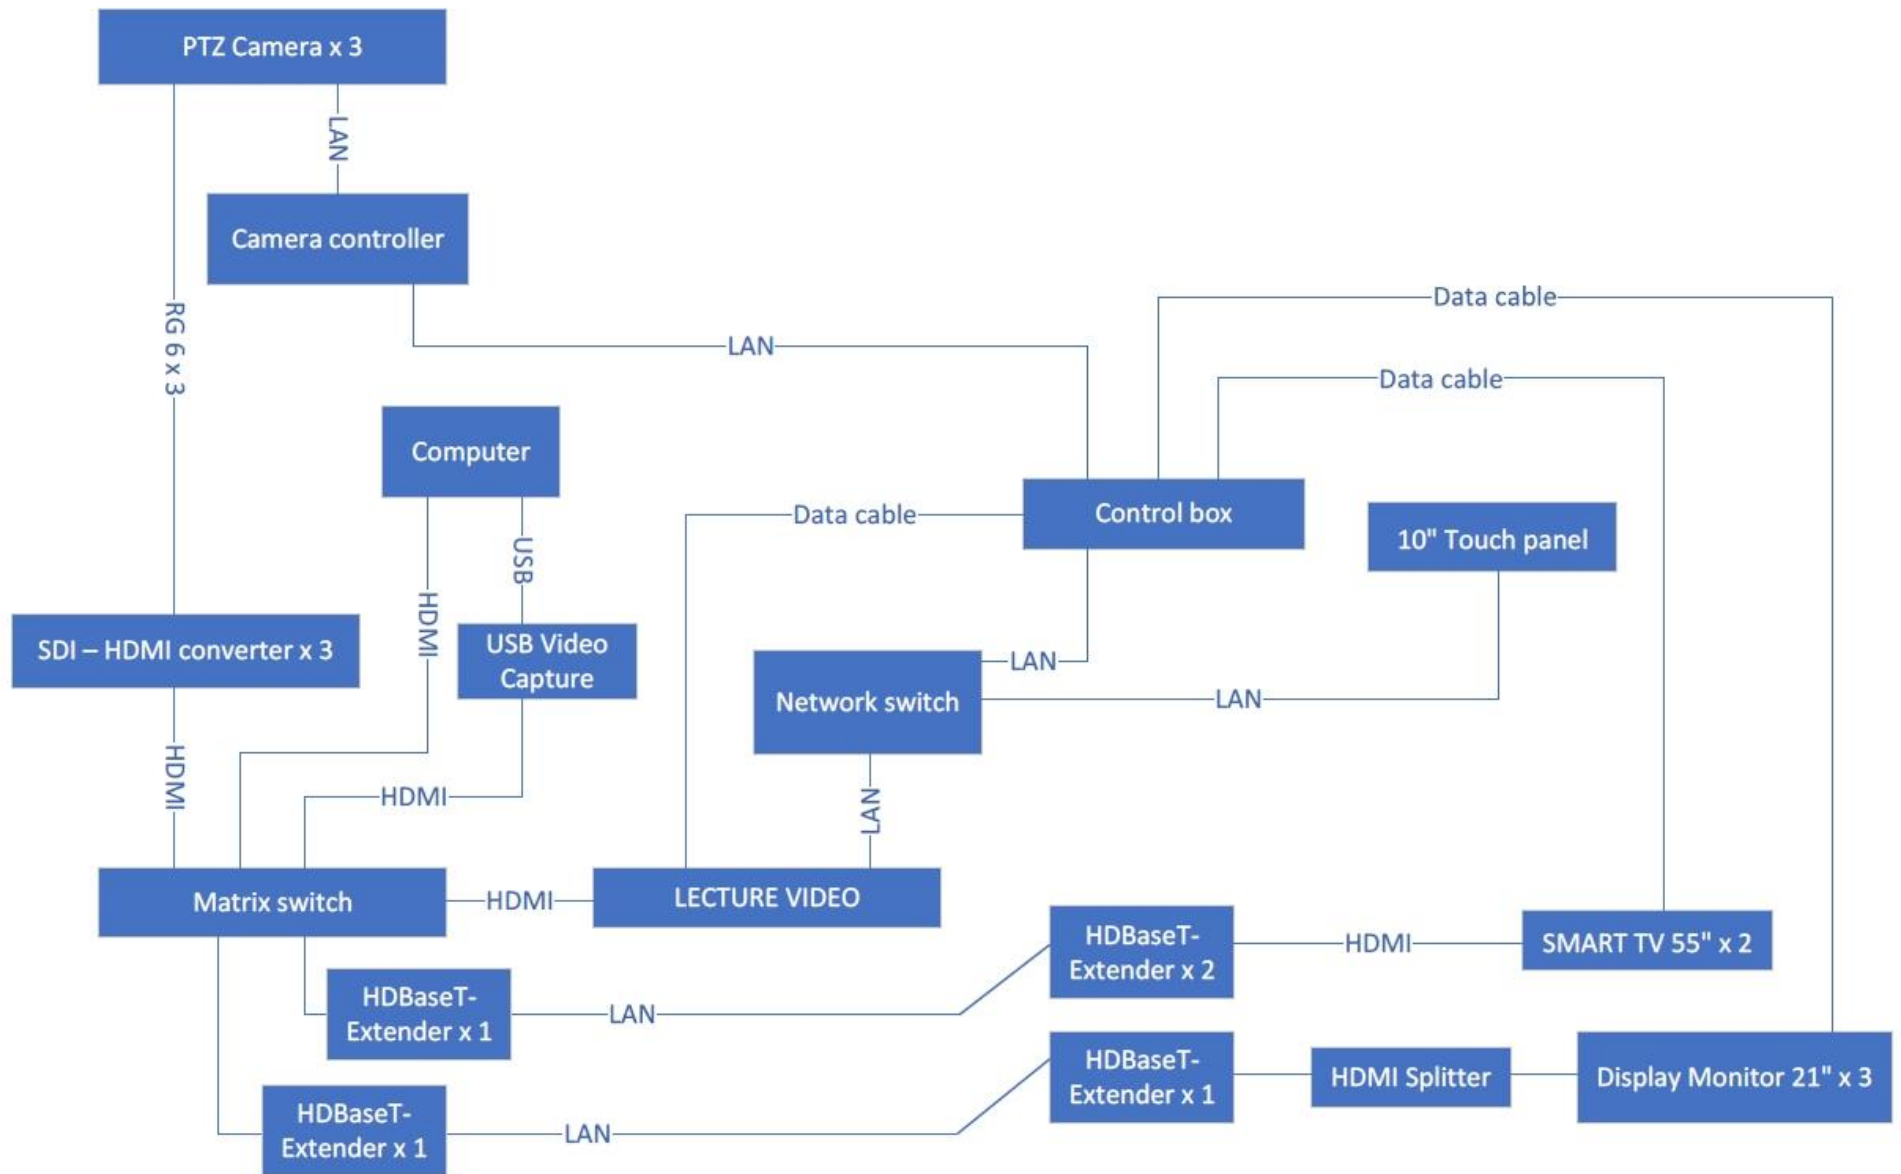 PTZ Camera x 3
LAN
Camera controller
RG 6 x 3
Data cable
LAN
Data cable
Computer
Data cable
Control box
10" Touch panel
USB
HDMI
SDI – HDMI converter x 3
USB Video
Capture
LAN
Network switch
LAN
HDMI
HDMI
LAN
Matrix switch
HDMI
LECTURE VIDEO
HDBaseT-
Extender x 2
HDMI
SMART TV 55" x 2
HDBaseT-
Extender x 1
LAN
HDBaseT-
Extender x 1
HDMI Splitter
Display Monitor 21" x 3
HDBaseT-
Extender x 1
LAN